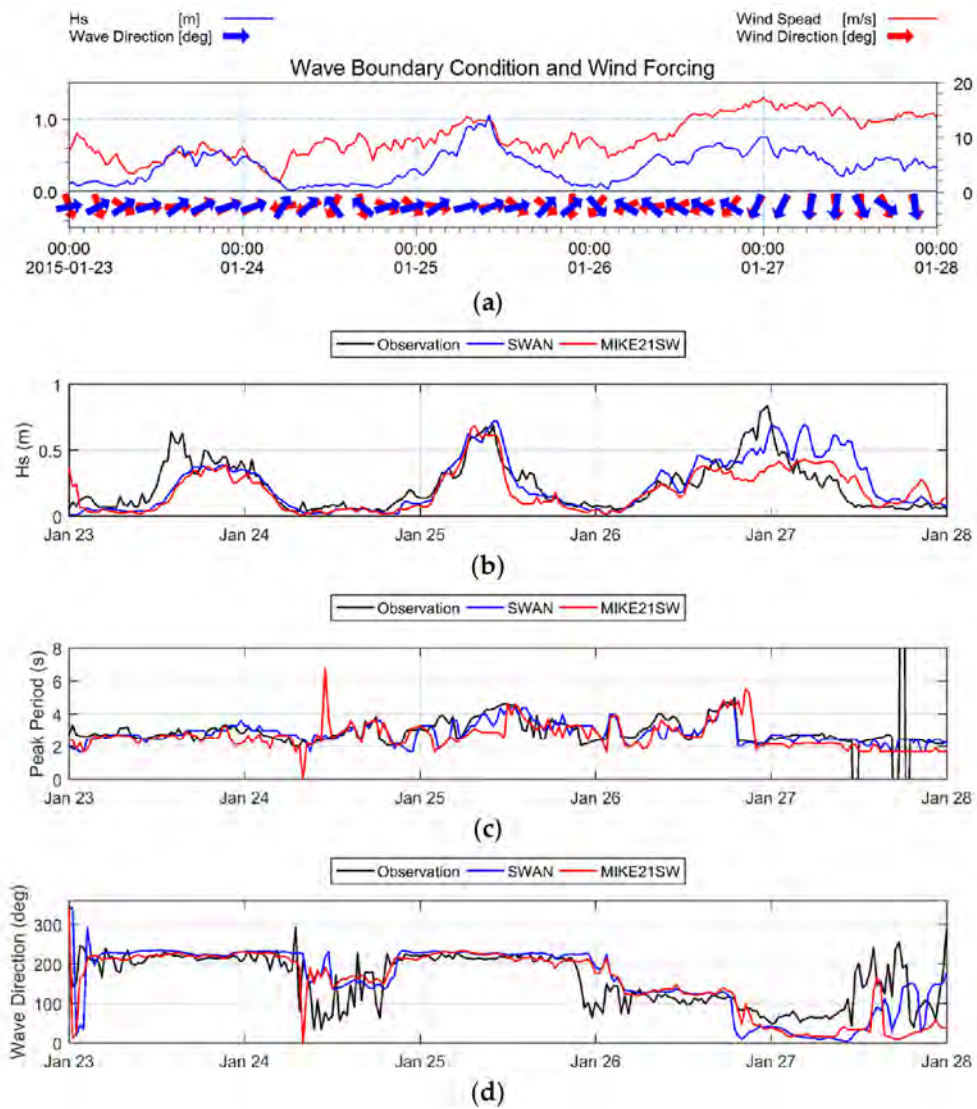 Hs [m] Wind Spead [m/s]
Wave Direction [deg] Wind Direction [deg]
Wave Boundary Condition and Wind Forcing
20
1.0
10
0.0 0
00:00 00:00 00:00 00:00 00:00 00:00
2015-01-23 01-24 01-25 01-26 01-27 01-28
(a)
Observation SWAN MIKE21SW
1
Hs (m)
0.5
0
Jan 23 Jan 24 Jan 25 Jan 26 Jan 27 Jan 28
(b)
Observation SWAN MIKE21SW
8
Peak Period (s)
6
4
2
0
Jan 23 Jan 24 Jan 25 Jan 26 Jan 27 Jan 28
(c)
Observation SWAN MIKE21SW
Wave Direction (deg)
300
200
100
0
Jan 23 Jan 24 Jan 25 Jan 26 Jan 27 Jan 28
(d)